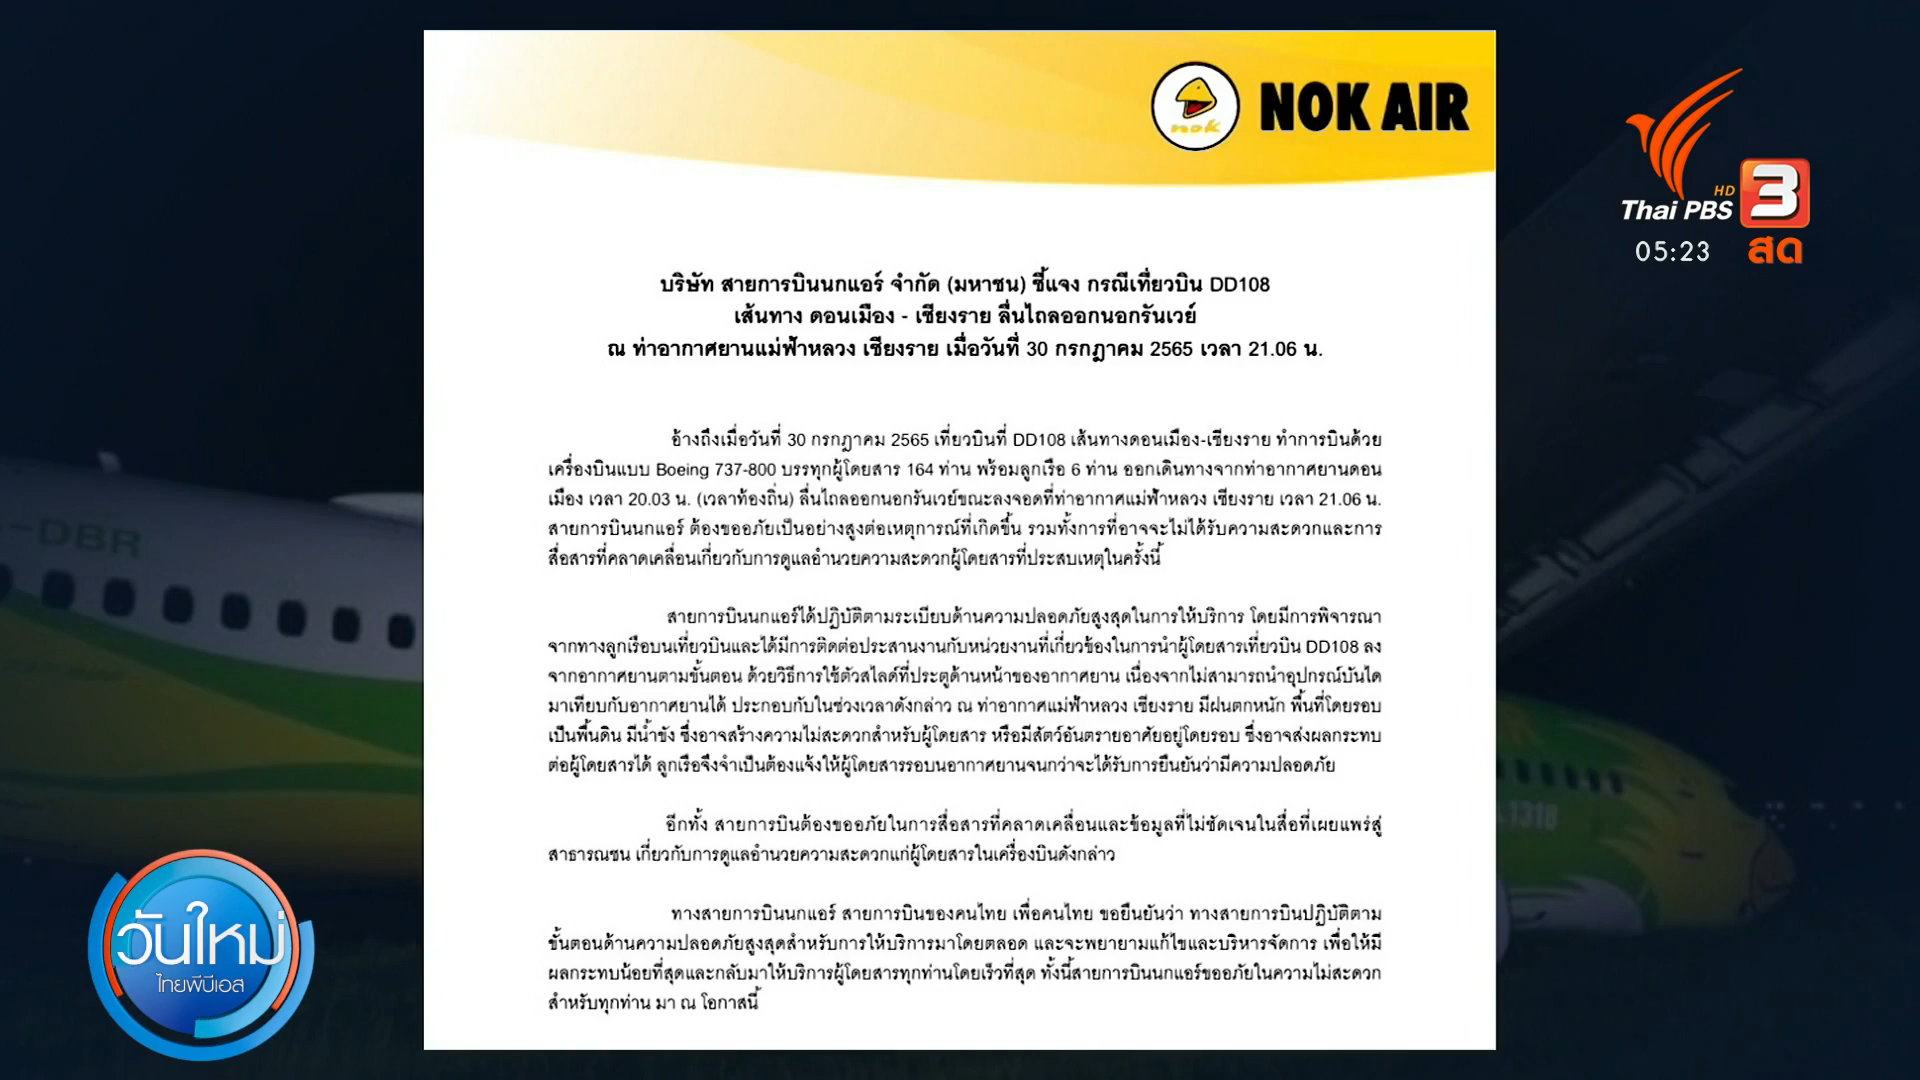 nok
NOK AIR
HD
Thai PBS
3
05:23
สด
บริษัท สายการบินนกแอร์ จำกัด (มหาชน) ชี้แจง กรณีเที่ยวบิน DD108
เส้นทาง ดอนเมือง - เชียงราย ลื่นไถลออกนอกรันเวย์
ณ ท่าอากาศยานแม่ฟ้าหลวง เชียงราย เมื่อวันที่ 30 กรกฎาคม 2565 เวลา 21.06 น.
อ้างถึงเมื่อวันที่ 30 กรกฎาคม 2565 เที่ยวบินที่ DD108 เส้นทางดอนเมือง-เชียงราย ทำการบินด้วย
เครื่องบินแบบ Boeing 737-800 บรรทุกผู้โดยสาร 164 ท่าน พร้อมลูกเรือ 6 ท่าน ออกเดินทางจากท่าอากาศยานดอน
เมือง เวลา 20.03 น. (เวลาท้องถิ่น) ลื่นไถลออกนอกรันเวย์ขณะลงจอดที่ท่าอากาศแม่ฟ้าหลวง เชียงราย เวลา 21.06 น.
สายการบินนกแอร์ ต้องขออภัยเป็นอย่างสูงต่อเหตุการณ์ที่เกิดขึ้น รวมทั้งการที่อาจจะไม่ได้รับความสะดวกและการ
สื่อสารที่คลาดเคลื่อนเกี่ยวกับการดูแลอำนวยความสะดวกผู้โดยสารที่ประสบเหตุในครั้งนี้
สายการบินนกแอร์ได้ปฏิบัติตามระเบียบด้านความปลอดภัยสูงสุดในการให้บริการ โดยมีการพิจารณา
จากทางลูกเรือบนเที่ยวบินและได้มีการติดต่อประสานงานกับหน่วยงานที่เกี่ยวข้องในการนำผู้โดยสารเที่ยวบิน DD108 ลง
จากอากาศยานตามขั้นตอน ด้วยวิธีการใช้ตัวสไลด์ที่ประตูด้านหน้าของอากาศยาน เนื่องจากไม่สามารถนำอุปกรณ์บันได
มาเทียบกับอากาศยานได้ ประกอบกับในช่วงเวลาดังกล่าว ณ ท่าอากาศแม่ฟ้าหลวง เชียงราย มีฝนตกหนัก พื้นที่โดยรอบ
เป็นพื้นดิน มีน้ำขัง ซึ่งอาจสร้างความไม่สะดวกสำหรับผู้โดยสาร หรือมีสัตว์อันตรายอาศัยอยู่โดยรอบ ซึ่งอาจส่งผลกระทบ
ต่อผู้โดยสารได้ ลูกเรือจึงจำเป็นต้องแจ้งให้ผู้โดยสารรอบนอากาศยานจนกว่าจะได้รับการยืนยันว่ามีความปลอดภัย
อีกทั้ง สายการบินต้องขออภัยในการสื่อสารที่คลาดเคลื่อนและข้อมูลที่ไม่ชัดเจนในสื่อที่เผยแพร่สู่
สาธารณชน เกี่ยวกับการดูแลอำนวยความสะดวกแก่ผู้โดยสารในเครื่องบินดังกล่าว
ทางสายการบินนกแอร์ สายการบินของคนไทย เพื่อคนไทย ขอยืนยันว่า ทางสายการบินปฏิบัติตาม
ขั้นตอนด้านความปลอดภัยสูงสุดสำหรับการให้บริการมาโดยตลอด และจะพยายามแก้ไขและบริหารจัดการ เพื่อให้มี
ผลกระทบน้อยที่สุดและกลับมาให้บริการผู้โดยสารทุกท่านโดยเร็วที่สุด ทั้งนี้สายการบินนกแอร์ขออภัยในความไม่สะดวก
สำหรับทุกท่าน มา ณ โอกาสนี้
-DBR
วันใหม่
ไทยพีบีเอส